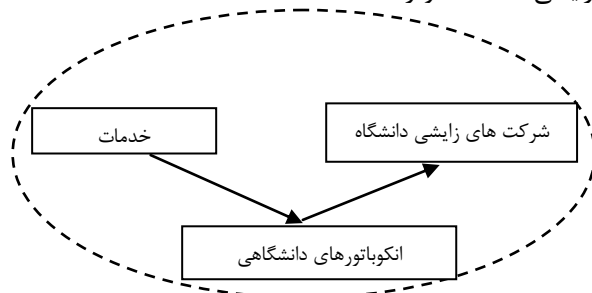 شرکت های زایشی دانشگاه
خدمات
انکوباتورهای دانشگاهی